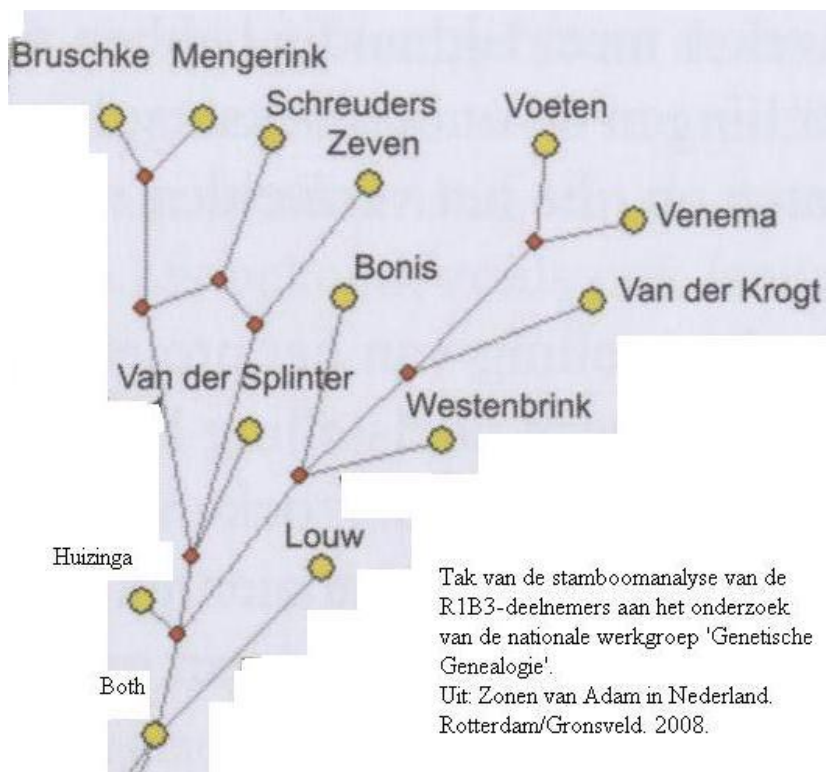 Bruschke Mengerink
Schreuders
Voeten
Zeven
Venema
Bonis
Van der Krogt
Van der Splinter
Westenbrink
Louw
Huizinga
Both
Tak van de stamboomanalyse van de
R1B3-deelnemers aan het onderzoek
van de nationale werkgroep 'Genetische
Genealogie'.
Uit: Zonen van Adam in Nederland.
Rotterdam/Gronsveld. 2008.